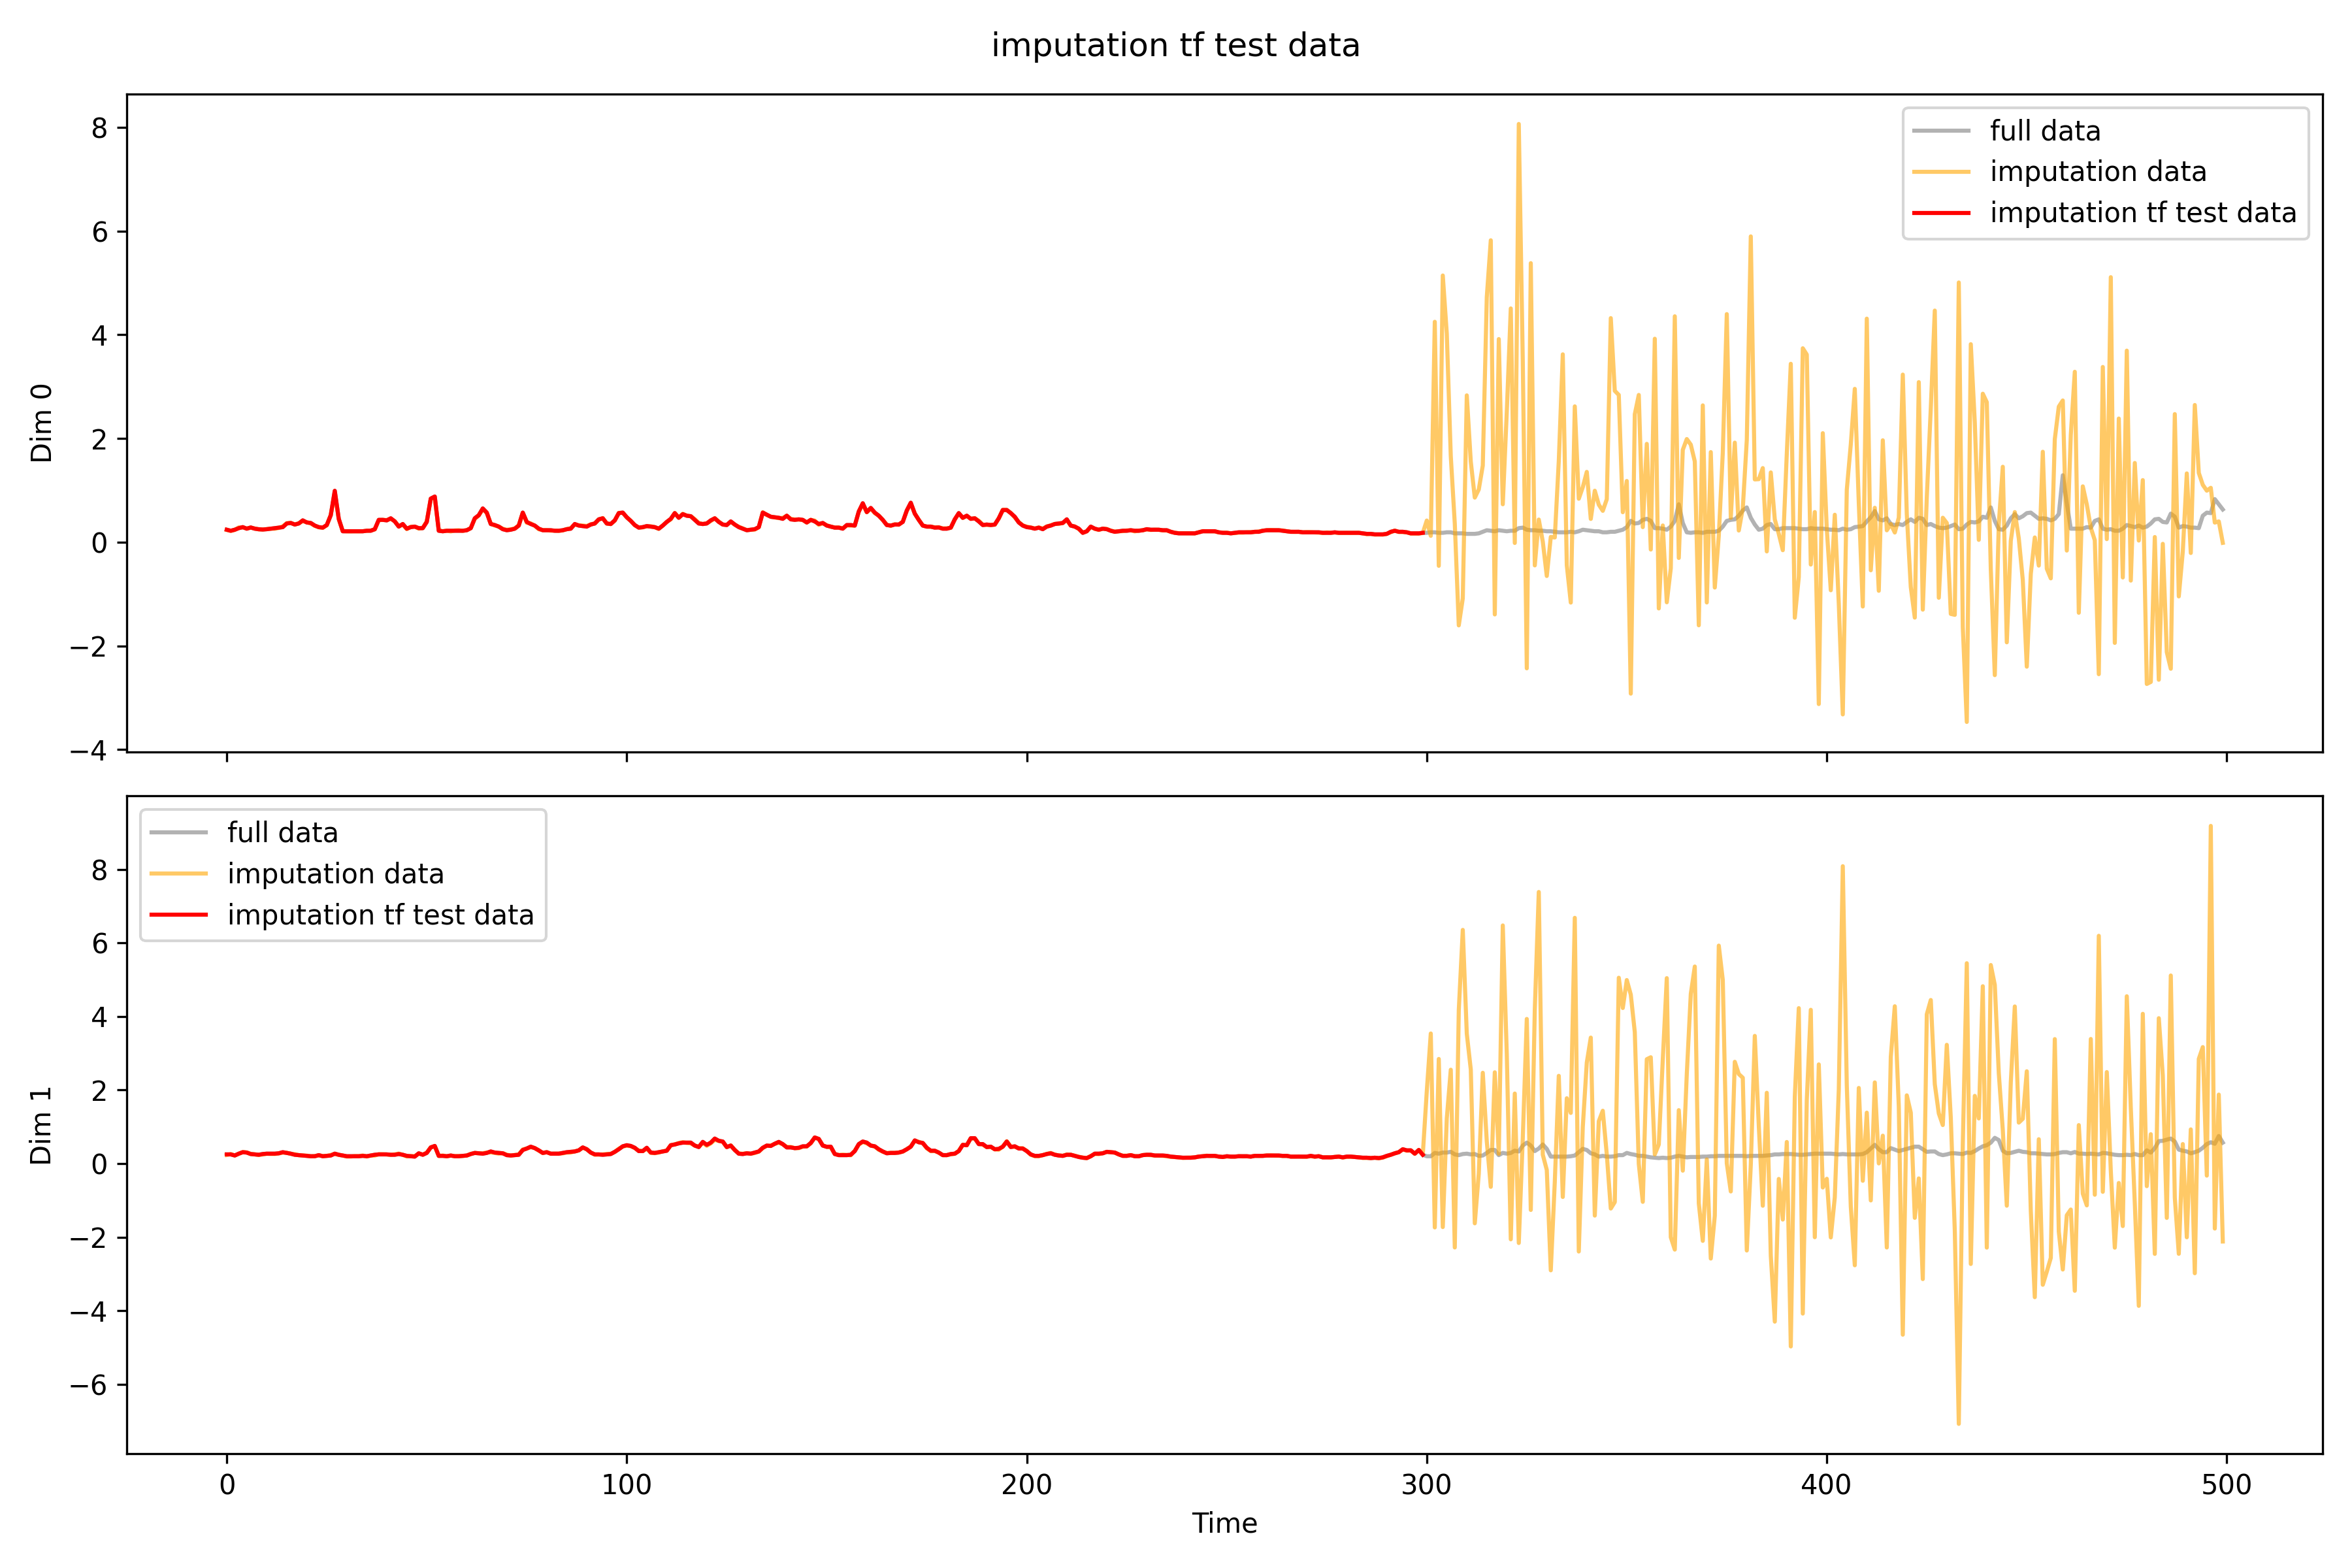 imputation tf test data
8
6
4
2
0
−2
−4
Dim 0
full data
imputation data
imputation tf test data
8
6
4
2
0
−2
−4
−6
Dim 1
full data
imputation data
imputation tf test data
0 100 200 300 400 500
Time